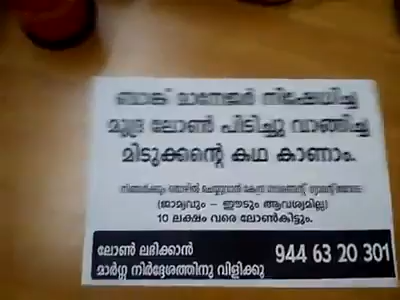 ബാങ്ക് മാനേജർ നിഷേധിച്ച
മുദ്ര ലോൺ പിടിച്ചു വാങ്ങിച്ച
മിടുക്കന്റെ കഥ കാണാം.
നിങ്ങൾക്കും തൊഴിൽ ചെയ്യുവാൻ കേന്ദ്ര
(ജാമ്യവും – ഈടും ആവശ്യമില്ല)
10 ലക്ഷം വരെ ലോൺകിട്ടും.
ലോൺ ലഭിക്കാൻ
മാർഗ്ഗ നിർദ്ദേശത്തിനു വിളിക്കു
944 63 20 301